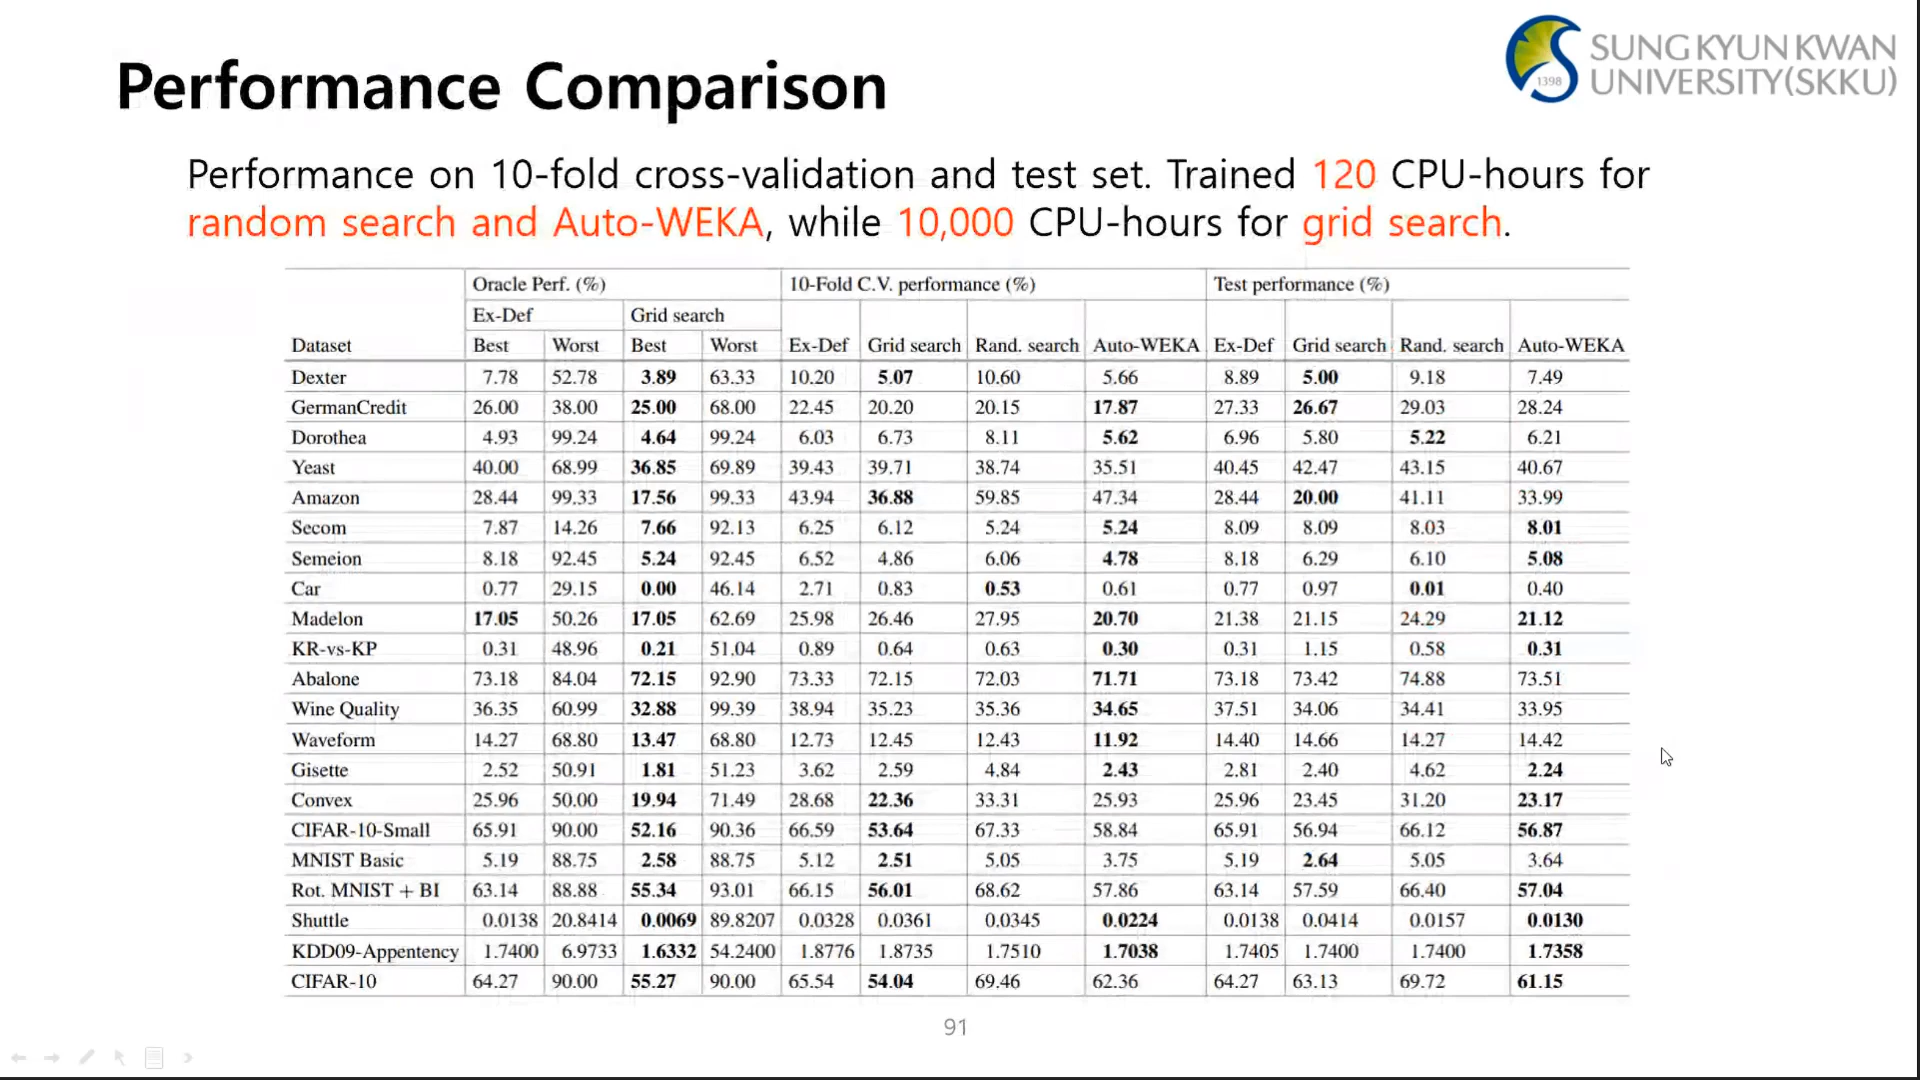 SUNG KYUN KWAN
UNIVERSITY(SKKU)
1398
Performance Comparison
Performance on 10-fold cross-validation and test set. Trained 120 CPU-hours for
random search and Auto-WEKA, while 10,000 CPU-hours for grid search.
Oracle Perf. (%) 10-Fold C.V. performance (%) Test performance (%)
Ex-Def Grid search
Dataset Best Worst Best Worst Ex-Def Grid search Rand. search Auto-WEKA Ex-Def Grid search Rand. search Auto-WEKA
Dexter 7.78 52.78 3.89 63.33 10.20 5.07 10.60 5.66 8.89 5.00 9.18 7.49
GermanCredit 26.00 38.00 25.00 68.00 22.45 20.20 20.15 17.87 27.33 26.67 29.03 28.24
Dorothea 4.93 99.24 4.64 99.24 6.03 6.73 8.11 5.62 6.96 5.80 5.22 6.21
Yeast 40.00 68.99 36.85 69.89 39.43 39.71 38.74 35.51 40.45 42.47 43.15 40.67
Amazon 28.44 99.33 17.56 99.33 43.94 36.88 59.85 47.34 28.44 20.00 41.11 33.99
Secom 7.87 14.26 7.66 92.13 6.25 6.12 5.24 5.24 8.09 8.09 8.03 8.01
Semeion 8.18 92.45 5.24 92.45 6.52 4.86 6.06 4.78 8.18 6.29 6.10 5.08
Car 0.77 29.15 0.00 46.14 2.71 0.83 0.53 0.61 0.77 0.97 0.01 0.40
Madelon 17.05 50.26 17.05 62.69 25.98 26.46 27.95 20.70 21.38 21.15 24.29 21.12
KR-vs-KP 0.31 48.96 0.21 51.04 0.89 0.64 0.63 0.30 0.31 1.15 0.58 0.31
Abalone 73.18 84.04 72.15 92.90 73.33 72.15 72.03 71.71 73.18 73.42 74.88 73.51
Wine Quality 36.35 60.99 32.88 99.39 38.94 35.23 35.36 34.65 37.51 34.06 34.41 33.95
Waveform 14.27 68.80 13.47 68.80 12.73 12.45 12.43 11.92 14.40 14.66 14.27 14.42
Gisette 2.52 50.91 1.81 51.23 3.62 2.59 4.84 2.43 2.81 2.40 4.62 2.24
Convex 25.96 50.00 19.94 71.49 28.68 22.36 33.31 25.93 25.96 23.45 31.20 23.17
CIFAR-10-Small 65.91 90.00 52.16 90.36 66.59 53.64 67.33 58.84 65.91 56.94 66.12 56.87
MNIST Basic 5.19 88.75 2.58 88.75 5.12 2.51 5.05 3.75 5.19 2.64 5.05 3.64
Rot. MNIST + BI 63.14 88.88 55.34 93.01 66.15 56.01 68.62 57.86 63.14 57.59 66.40 57.04
Shuttle 0.0138 20.8414 0.0069 89.8207 0.0328 0.0361 0.0345 0.0224 0.0138 0.0414 0.0157 0.0130
KDD09-Appentency 1.7400 6.9733 1.6332 54.2400 1.8776 1.8735 1.7510 1.7038 1.7405 1.7400 1.7400 1.7358
CIFAR-10 64.27 90.00 55.27 90.00 65.54 54.04 69.46 62.36 64.27 63.13 69.72 61.15
91